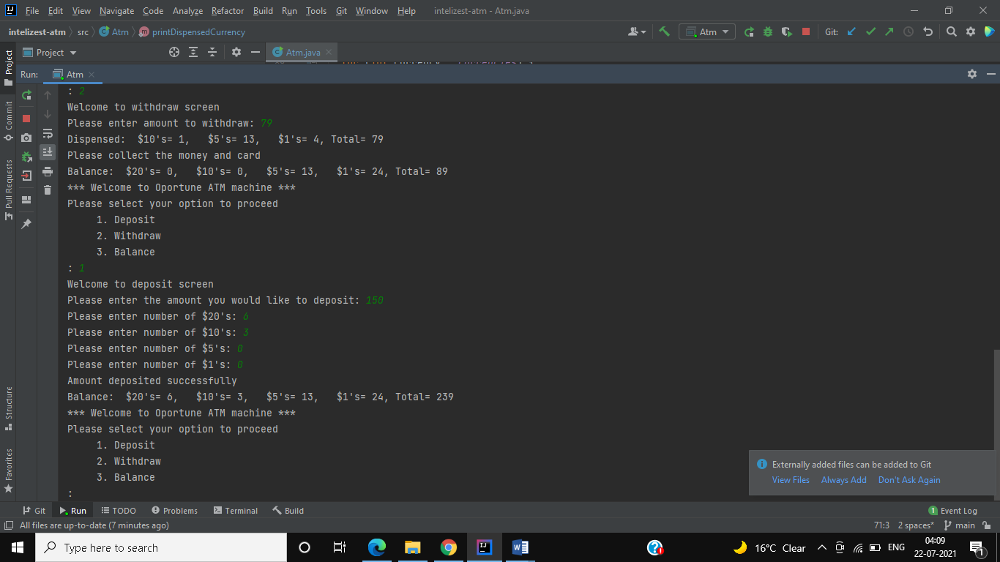 File Edit View Navigate Code Analyze Refactor Build Run Tools Git Window Help intelizest-atm - Atm.java
intelizest-atm src Atm printDispensedCurrency Atm Git:
Project Atm.java
Run: Atm
: 2
Welcome to withdraw screen
Please enter amount to withdraw: 79
Dispensed: $10's= 1, $5's= 13, $1's= 4, Total= 79
Please collect the money and card
Balance: $20's= 0, $10's= 0, $5's= 13, $1's= 24, Total= 89
*** Welcome to Oportune ATM machine ***
Please select your option to proceed
1. Deposit
2. Withdraw
3. Balance
: 1
Welcome to deposit screen
Please enter the amount you would like to deposit: 150
Please enter number of $20's: 6
Please enter number of $10's: 3
Please enter number of $5's: 0
Please enter number of $1's: 0
Amount deposited successfully
Balance: $20's= 6, $10's= 3, $5's= 13, $1's= 24, Total= 239
*** Welcome to Oportune ATM machine ***
Please select your option to proceed
1. Deposit
2. Withdraw
3. Balance
:
Project
Commit
Pull Requests
Structure
Favorites
Externally added files can be added to Git
View Files Always Add Don't Ask Again
Git Run TODO Problems Terminal Build 1 Event Log
All files are up-to-date (7 minutes ago) 71:3 2 spaces* main
Type here to search 16°C Clear ENG 04:09
22-07-2021 1